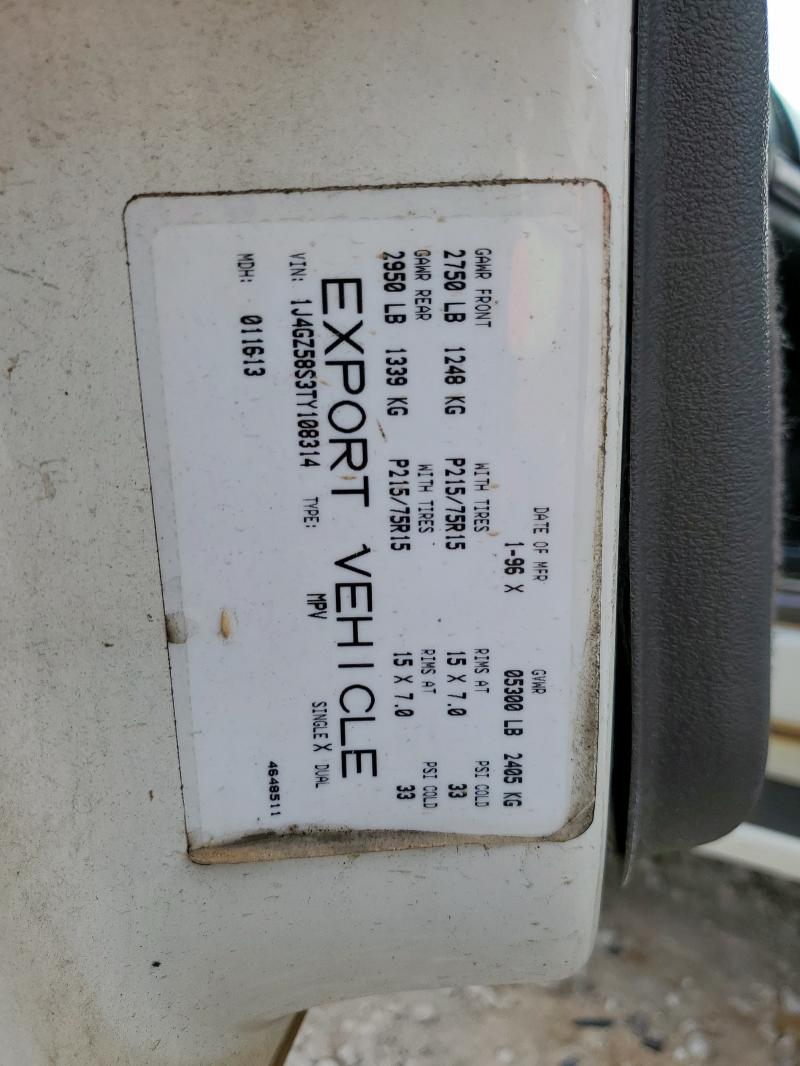 DATE OF MFR GVWR
1-96 X 05300 LB 2405 KG
GAWR FRONT WITH TIRES RIMS AT PSI COLD
2750 LB 1248 KG P215/75R15 15 X 7.0 33
GAWR REAR WITH TIRES RIMS AT PSI COLD
2950 LB 1339 KG P215/75R15 15 X 7.0 33
EXPORT VEHICLE
VIN: 1J4GZ58S3TY108314 TYPE: MPV SINGLE X DUAL
MDH: 011613
4648511